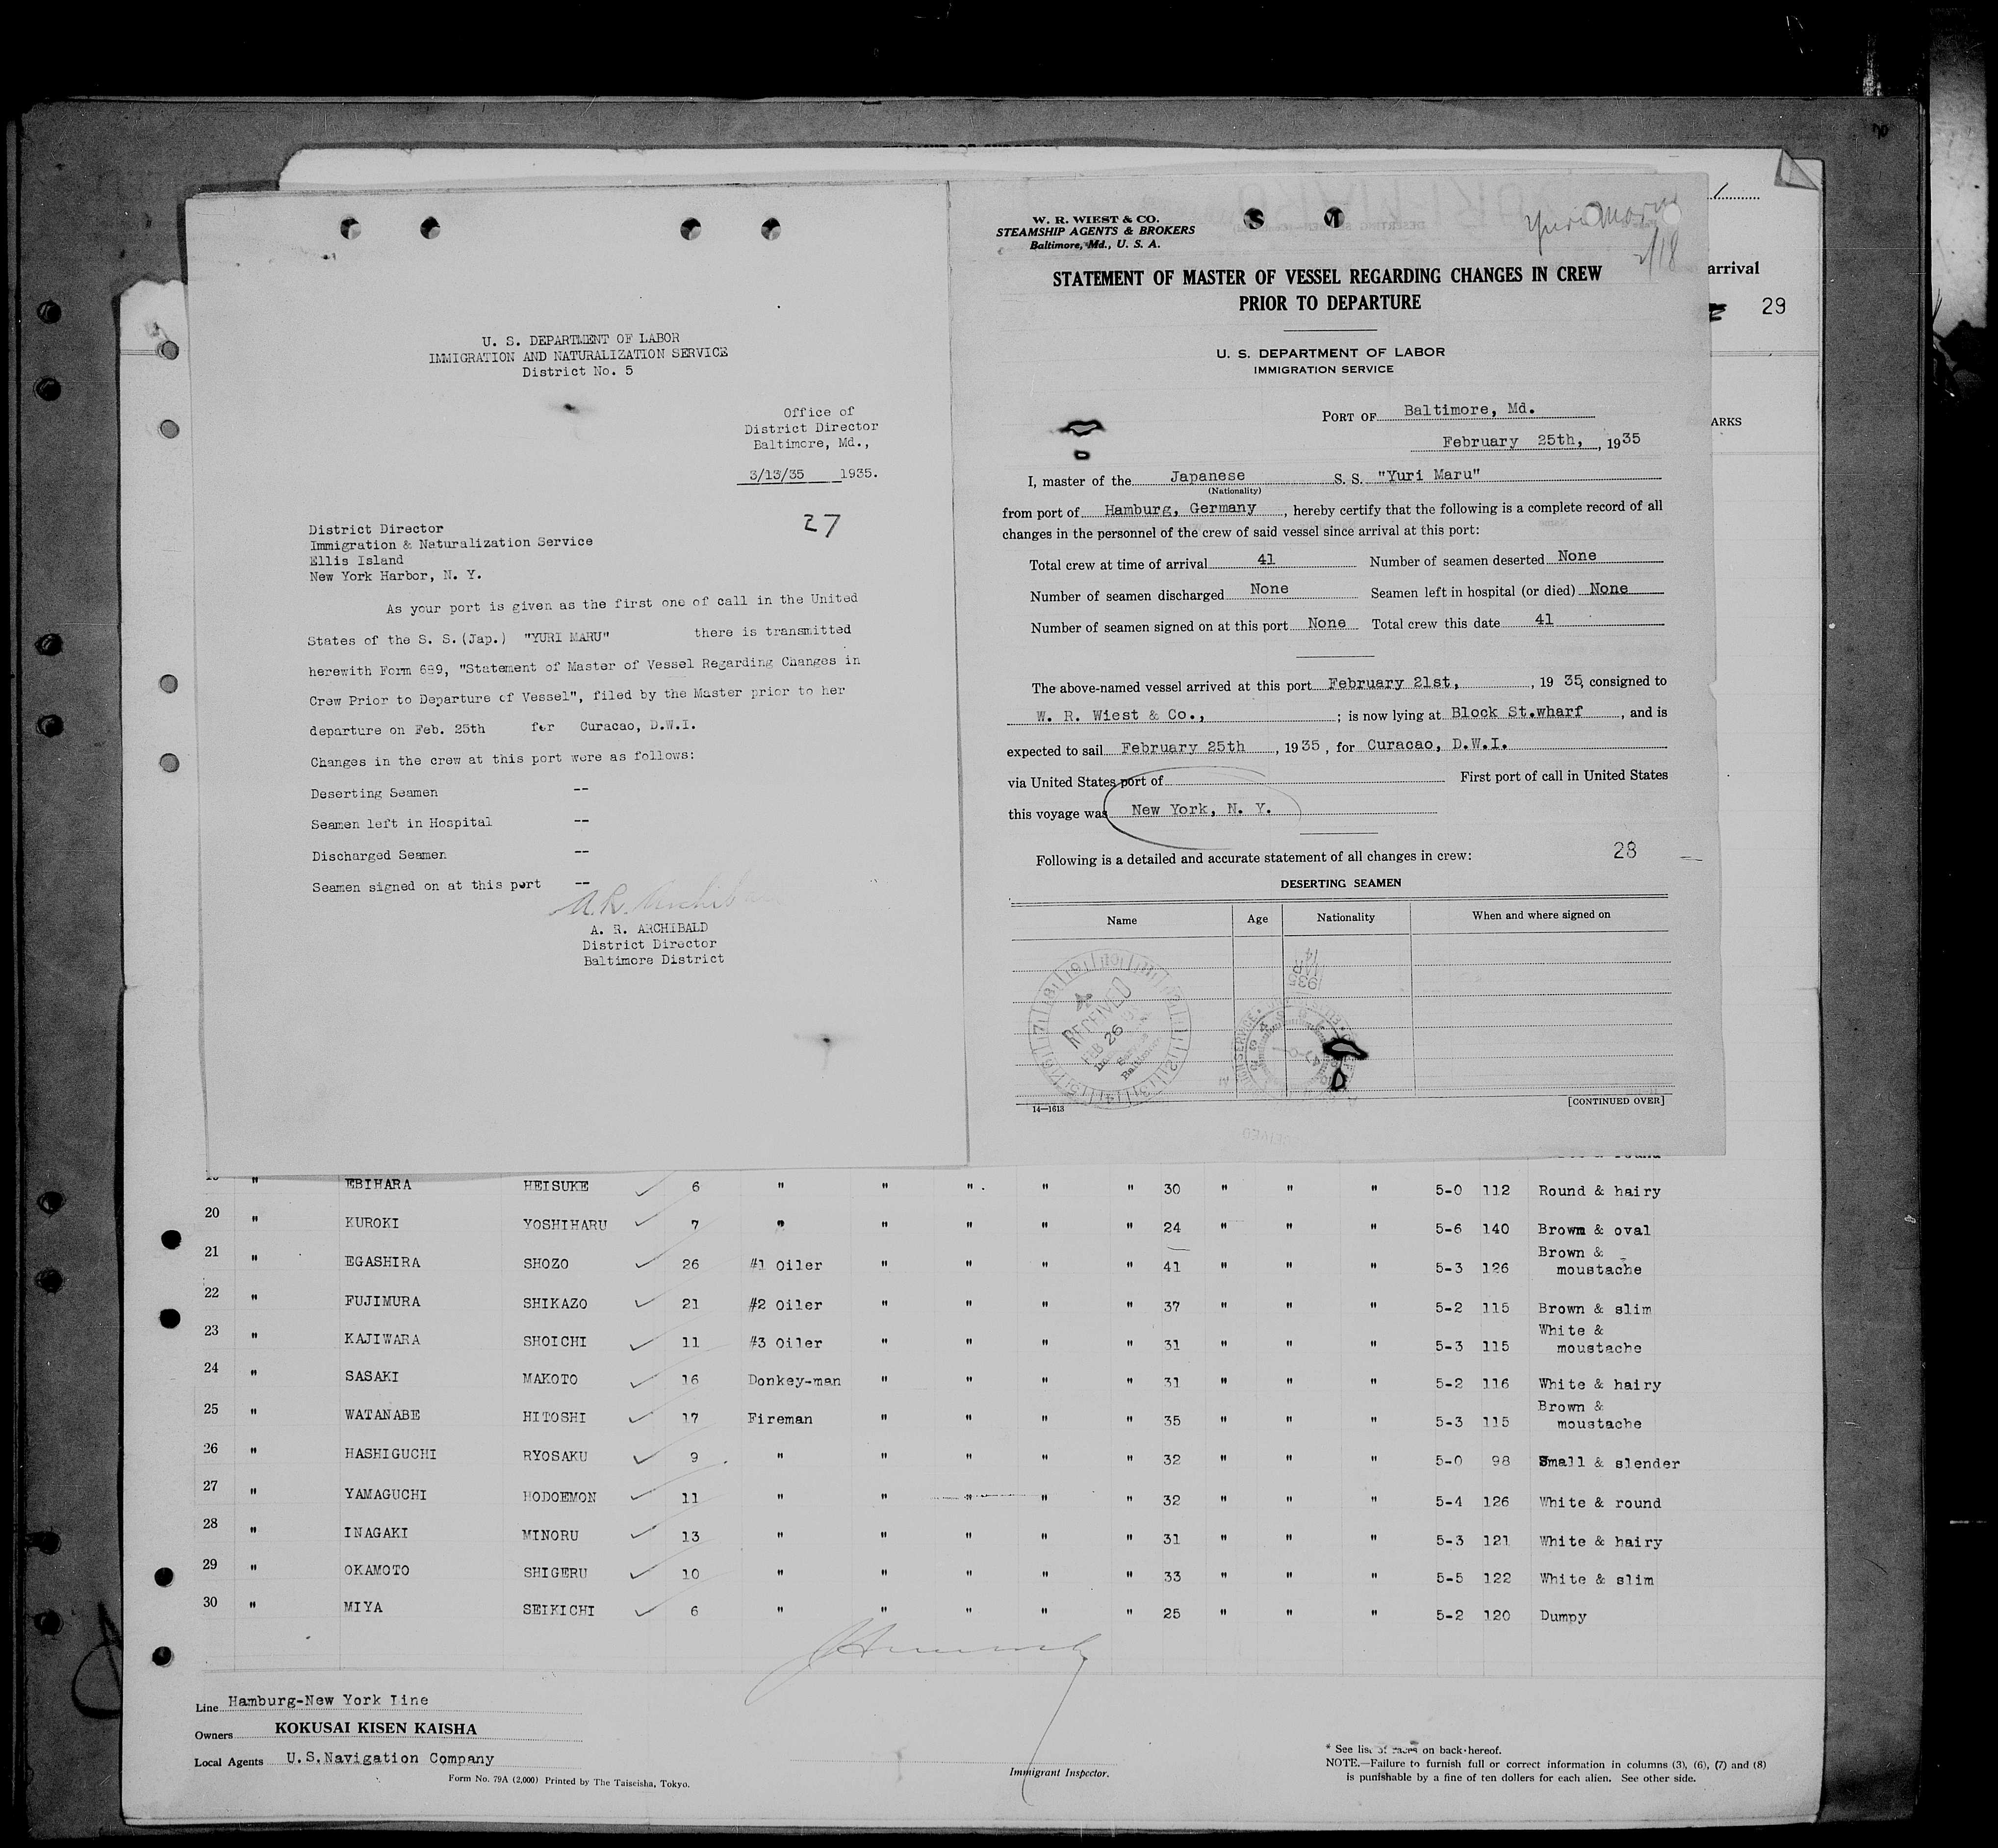 U. S. DEPARTMENT OF LABOR
IMMIGRATION AND NATURALIZATION SERVICE
District No. 5
Office of
District Director
Baltimore, Md.,
3/13/35 1935.
27
District Director
Immigration & Naturalization Service
Ellis Island
New York Harbor, N. Y.
As your port is given as the first one of call in the United
States of the S. S. (Jap.) "YURI MARU" there is transmitted
herewith Form 689, "Statement of Master of Vessel Regarding Changes in
Crew Prior to Departure of Vessel", filed by the Master prior to her
departure on Feb. 25th for Curacao, D.W.I.
Changes in the crew at this port were as follows:
Deserting Seamen --
Seamen left in Hospital --
Discharged Seamen --
Seamen signed on at this port --
A. R. Archibald
A. R. ARCHIBALD
District Director
Baltimore District
W. R. WIEST & CO.
STEAMSHIP AGENTS & BROKERS
Baltimore, Md., U. S. A.
S M
Yuri Maru
2/18
STATEMENT OF MASTER OF VESSEL REGARDING CHANGES IN CREW
PRIOR TO DEPARTURE
U. S. DEPARTMENT OF LABOR
IMMIGRATION SERVICE
PORT OF Baltimore, Md.
February 25th, , 1935
I, master of the Japanese S. S. "Yuri Maru"
(Nationality)
from port of Hamburg, Germany , hereby certify that the following is a complete record of all
changes in the personnel of the crew of said vessel since arrival at this port:
Total crew at time of arrival 41 Number of seamen deserted None
Number of seamen discharged None Seamen left in hospital (or died) None
Number of seamen signed on at this port None Total crew this date 41
The above-named vessel arrived at this port February 21st, , 19 35, consigned to
W. R. Wiest & Co., ; is now lying at Block St.wharf , and is
expected to sail February 25th , 19 35 , for Curacao, D.W.I.
via United States port of First port of call in United States
this voyage was New York, N. Y.
Following is a detailed and accurate statement of all changes in crew: 28
DESERTING SEAMEN
Name Age Nationality When and where signed on
RECEIVED
FEB 26
Baltimore
1935
MAR
14
14—1613 [CONTINUED OVER]
arrival
29
ARKS
" EBIHARA HEISUKE 6 " " " " " 30 " " " 5-0 112 Round & hairy
20 " KUROKI YOSHIHARU 7 " " " " " 24 " " " 5-6 140 Brown & oval
21 " EGASHIRA SHOZO 26 #1 Oiler " " " " 41 " " " 5-3 126 Brown &
moustache
22 " FUJIMURA SHIKAZO 21 #2 Oiler " " " " 37 " " " 5-2 115 Brown & slim
23 " KAJIWARA SHOICHI 11 #3 Oiler " " " " 31 " " " 5-3 115 White &
moustache
24 " SASAKI MAKOTO 16 Donkey-man " " " " 31 " " " 5-2 116 White & hairy
25 " WATANABE HITOSHI 17 Fireman " " " " 35 " " " 5-3 115 Brown &
moustache
26 " HASHIGUCHI RYOSAKU 9 " " " " " 32 " " " 5-0 98 Small & slender
27 " YAMAGUCHI HODOEMON 11 " " " " " 32 " " " 5-4 126 White & round
28 " INAGAKI MINORU 13 " " " " " 31 " " " 5-3 121 White & hairy
29 " OKAMOTO SHIGERU 10 " " " " " 33 " " " 5-5 122 White & slim
30 " MIYA SEIKICHI 6 " " " " " 25 " " " 5-2 120 Dumpy
Line Hamburg-New York Line
Owners KOKUSAI KISEN KAISHA
Local Agents U.S.Navigation Company
Form No. 79A (2,000) Printed by The Taiseisha, Tokyo.
Immigrant Inspector.
* See list of races on back hereof.
NOTE.—Failure to furnish full or correct information in columns (3), (6), (7) and (8)
is punishable by a fine of ten dollars for each alien. See other side.